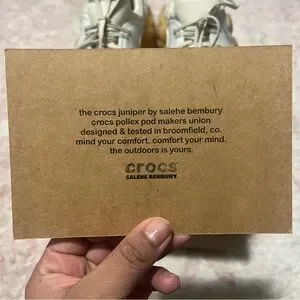 the crocs juniper by salehe bembury
crocs pollex pod makers union
designed & tested in broomfield, co.
mind your comfort. comfort your mind.
the outdoors is yours.
crocs
SALEHE BEMBURY